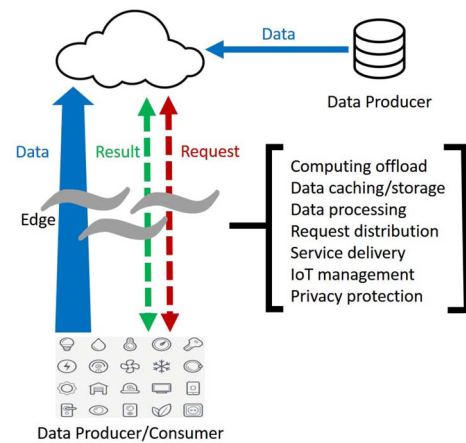 Data
Data Producer
Data
Result
Request
Edge
Computing offload
Data caching/storage
Data processing
Request distribution
Service delivery
IoT management
Privacy protection
Data Producer/Consumer